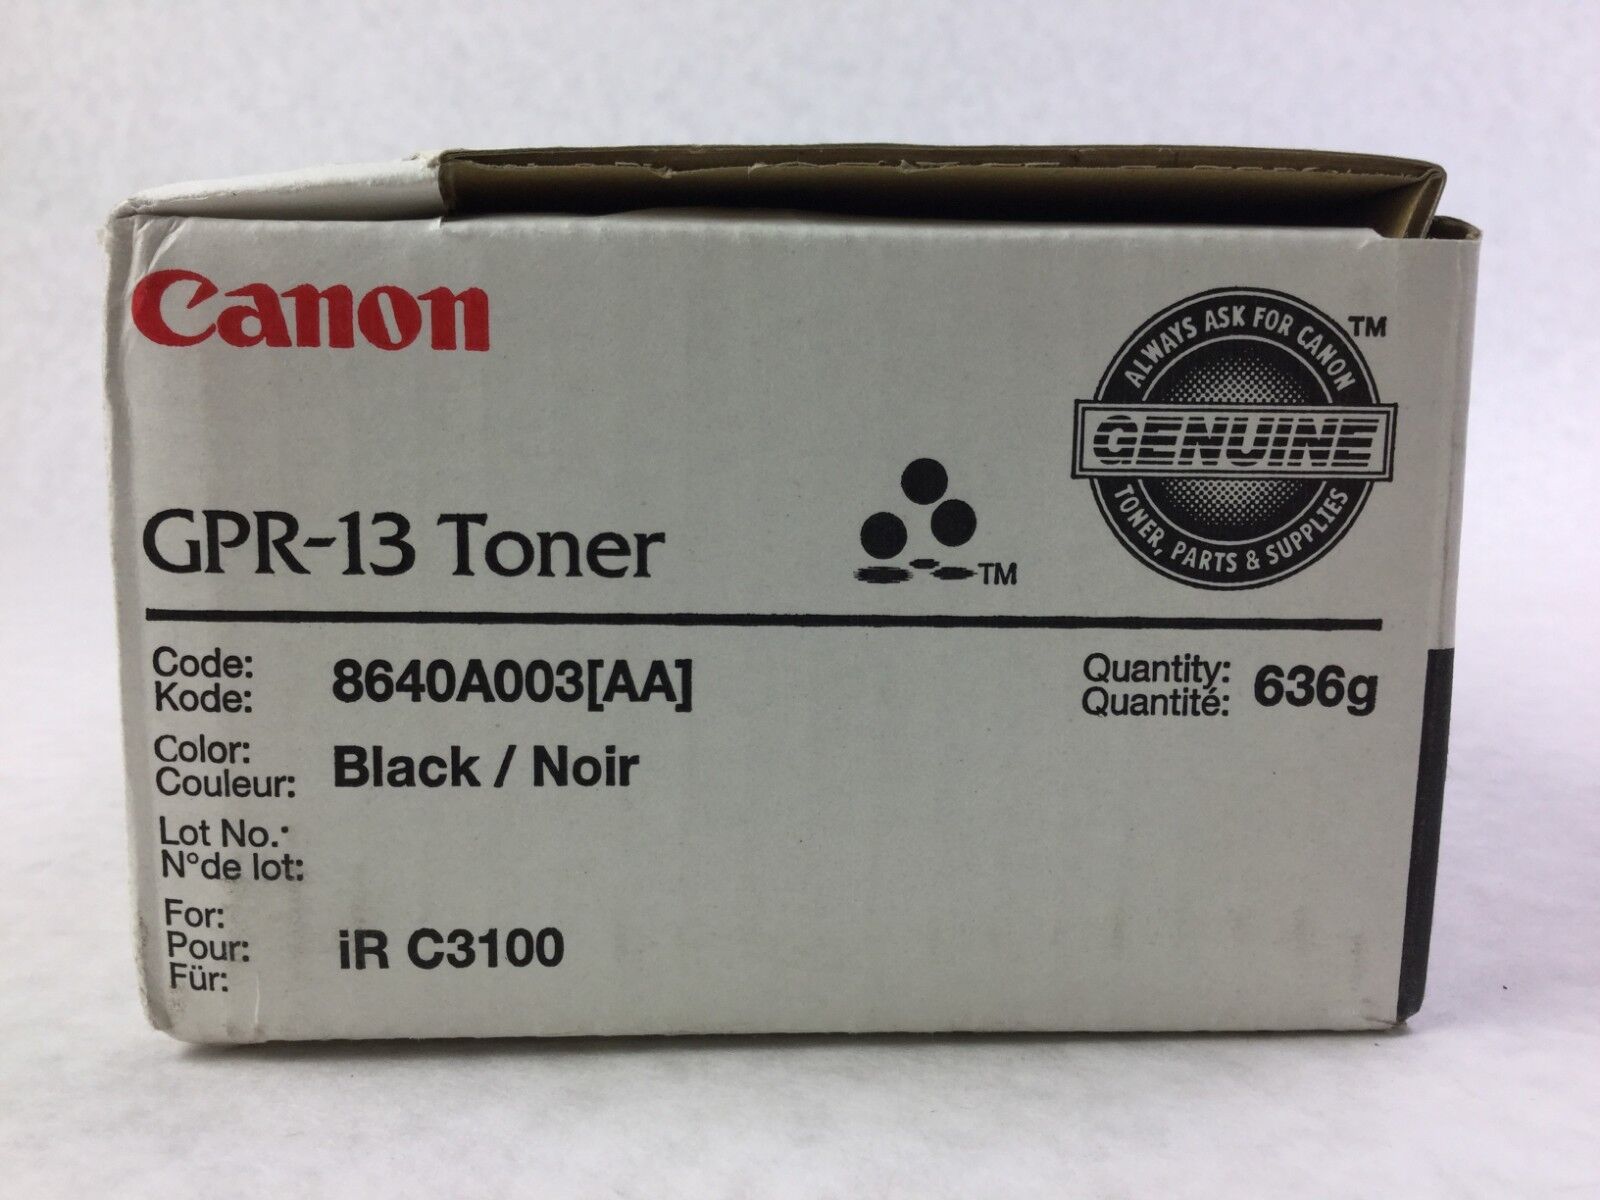 Canon
ALWAYS ASK FOR CANON
TM
GENUINE
TONER, PARTS & SUPPLIES
GPR-13 Toner
TM
Code:
Kode:
8640A003[AA]
Quantity:
Quantité:
636g
Color:
Couleur:
Black / Noir
Lot No.:
N°de lot:
For:
Pour:
Für:
iR C3100